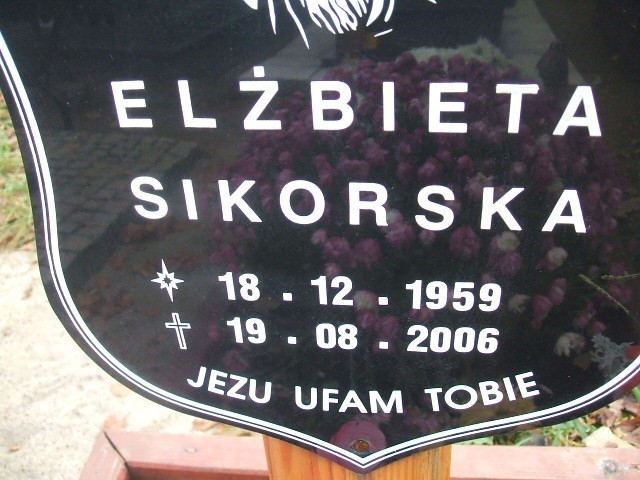 ELŻBIETA
SIKORSKA
18 . 12 . 1959
19 . 08 . 2006
JEZU UFAM TOBIE